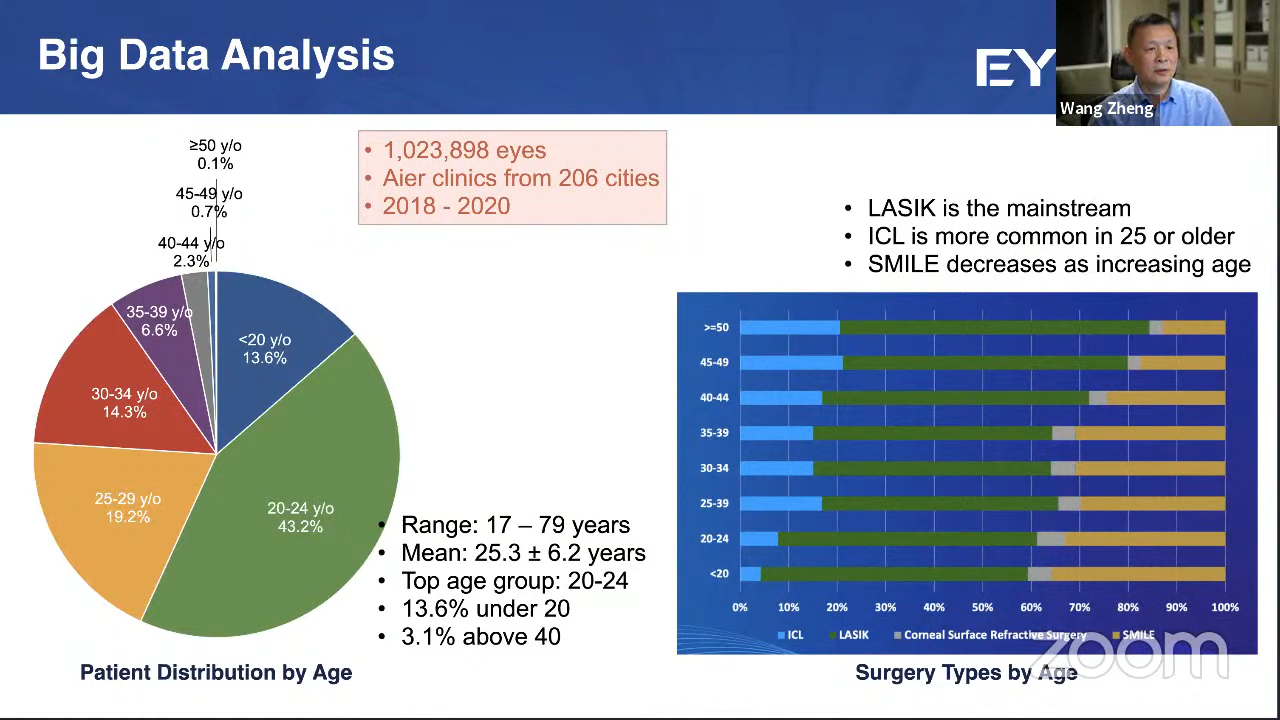 Big Data Analysis
EY
Wang Zheng
≥50 y/o
0.1%
45-49 y/o
0.7%
40-44 y/o
2.3%
35-39 y/o
6.6%
<20 y/o
13.6%
30-34 y/o
14.3%
25-29 y/o
19.2%
20-24 y/o
43.2%
• 1,023,898 eyes
• Aier clinics from 206 cities
• 2018 - 2020
• Range: 17 – 79 years
• Mean: 25.3 ± 6.2 years
• Top age group: 20-24
• 13.6% under 20
• 3.1% above 40
Patient Distribution by Age
• LASIK is the mainstream
• ICL is more common in 25 or older
• SMILE decreases as increasing age
>=50
45-49
40-44
35-39
30-34
25-39
20-24
<20
0% 10% 20% 30% 40% 50% 60% 70% 80% 90% 100%
ICL LASIK Corneal Surface Refractive Surgery SMILE
zoom
Surgery Types by Age